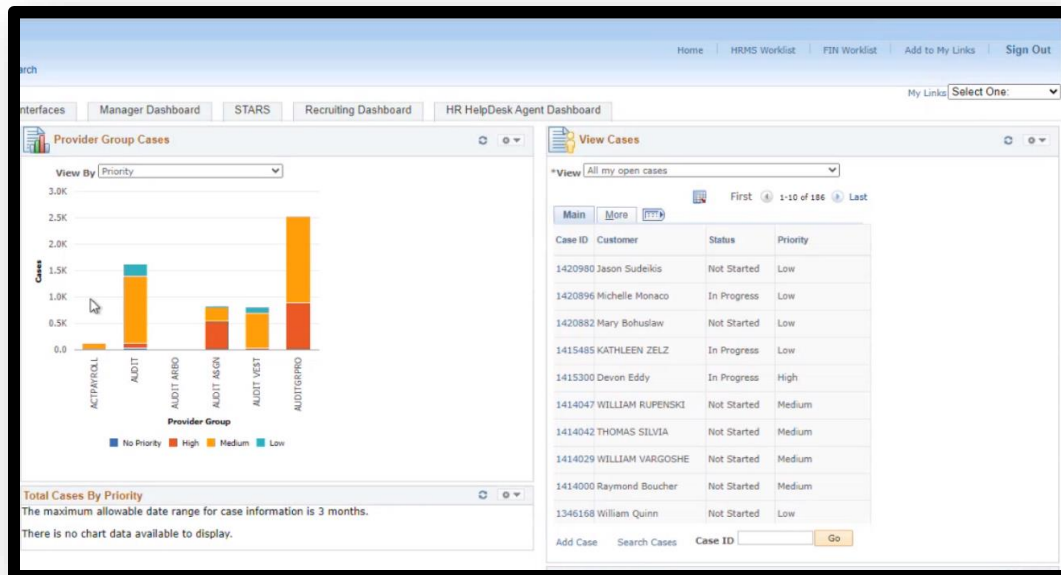 Home HRMS Worklist FIN Worklist Add to My Links Sign Out
arch
My Links Select One:
nterfaces Manager Dashboard STARS Recruiting Dashboard HR HelpDesk Agent Dashboard
Provider Group Cases
View By Priority
3.0K
2.5K
2.0K
1.5K
1.0K
0.5K
0.0
Cases
ACTPAYROLL
AUDIT
AUDIT ARBO
AUDIT ASGN
AUDIT VEST
AUDITGRPRO
Provider Group
No Priority High Medium Low
Total Cases By Priority
The maximum allowable date range for case information is 3 months.
There is no chart data available to display.
View Cases
*View All my open cases
First 1-10 of 186 Last
Main More
Case ID Customer Status Priority
1420980 Jason Sudeikis Not Started Low
1420896 Michelle Monaco In Progress Low
1420882 Mary Bohuslaw Not Started Low
1415485 KATHLEEN ZELZ In Progress Low
1415300 Devon Eddy In Progress High
1414047 WILLIAM RUPENSKI Not Started Medium
1414042 THOMAS SILVIA Not Started Medium
1414029 WILLIAM VARGOSHE Not Started Medium
1414000 Raymond Boucher Not Started Medium
1346168 William Quinn Not Started Low
Add Case Search Cases Case ID Go